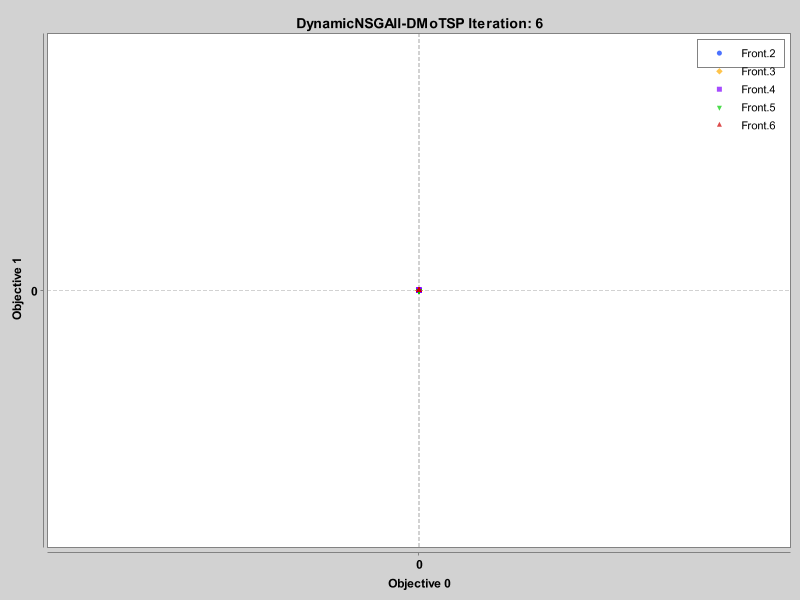 DynamicNSGAII-DMoTSP Iteration: 6
Front.2
Front.3
Front.4
Front.5
Front.6
Objective 1
0
0
Objective 0